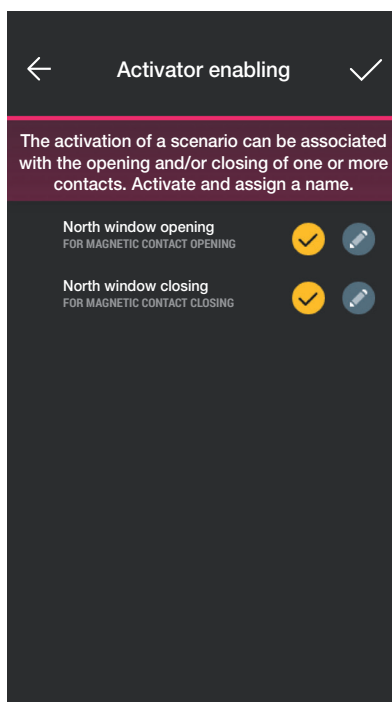 Activator enabling
The activation of a scenario can be associated
with the opening and/or closing of one or more
contacts. Activate and assign a name.
North window opening
FOR MAGNETIC CONTACT OPENING
North window closing
FOR MAGNETIC CONTACT CLOSING